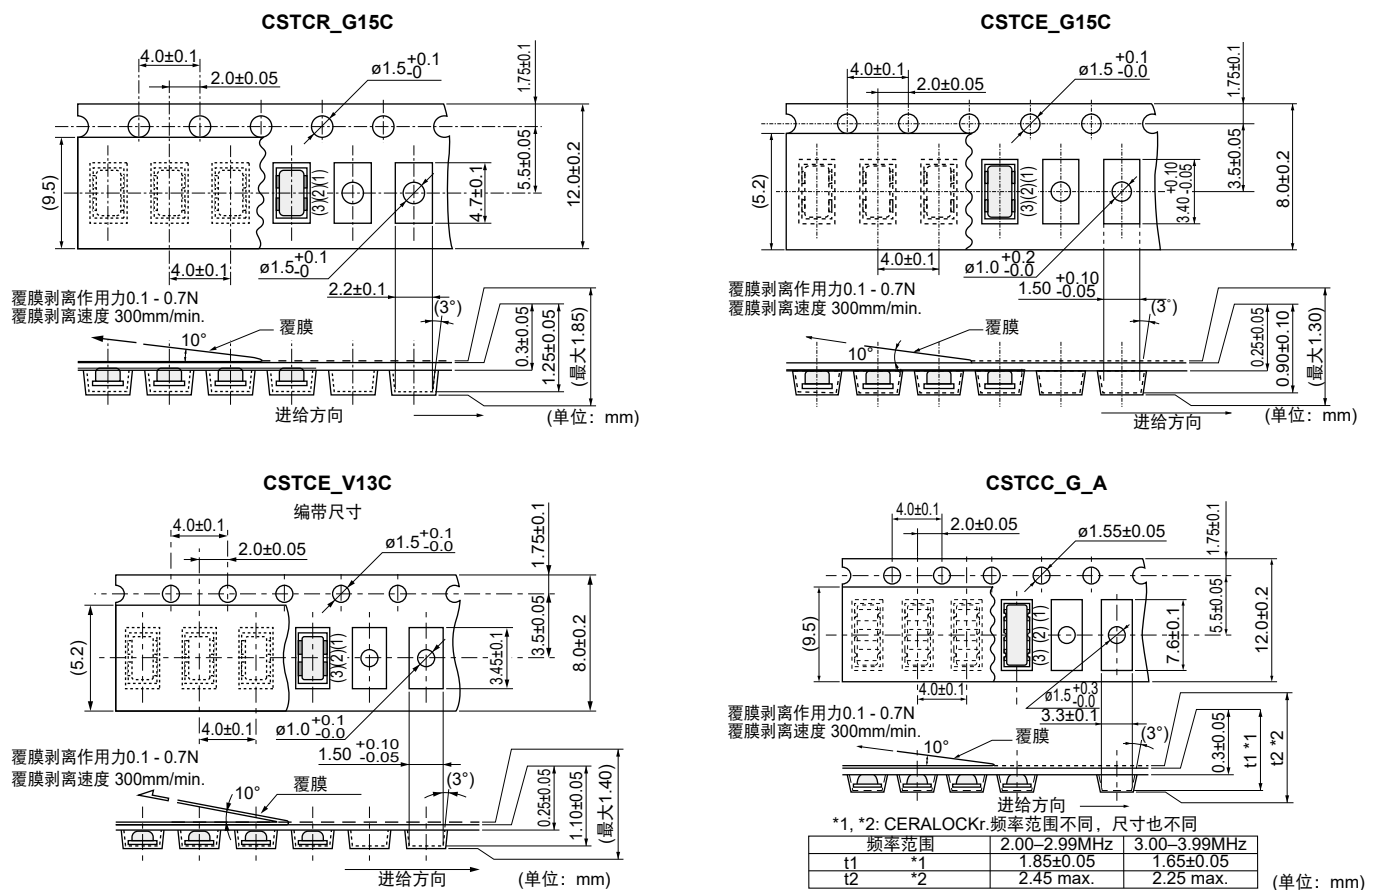 CSTCR_G15C
4.0±0.1
2.0±0.05
ø1.5+0.1 -0
1.75±0.1
(9.5)
(3)(2)(1)
4.7±0.1
5.5±0.05
12.0±0.2
4.0±0.1
ø1.5+0.1 -0
2.2±0.1
(3°)
覆膜剥离作用力0.1 - 0.7N
覆膜剥离速度 300mm/min.
10°
覆膜
0.3±0.05
1.25±0.05
(最大1.85)
进给方向
(单位：mm)
CSTCE_G15C
4.0±0.1
2.0±0.05
ø1.5+0.1 -0.0
1.75±0.1
(5.2)
(3)(2)(1)
3.40+0.10 -0.05
3.5±0.05
8.0±0.2
4.0±0.1
ø1.0+0.2 -0.0
1.50+0.10 -0.05
(3°)
覆膜剥离作用力0.1 - 0.7N
覆膜剥离速度 300mm/min.
10°
覆膜
0.25±0.05
0.90±0.10
(最大1.30)
进给方向
(单位：mm)
CSTCE_V13C
编带尺寸
4.0±0.1
2.0±0.05
ø1.5+0.1 -0.0
1.75±0.1
(5.2)
(3)(2)(1)
3.45±0.1
3.5±0.05
8.0±0.2
4.0±0.1
ø1.0+0.1 -0.0
1.50 +0.10 -0.05
(3°)
覆膜剥离作用力0.1 - 0.7N
覆膜剥离速度 300mm/min.
10°
覆膜
0.25±0.05
1.10±0.05
(最大1.40)
进给方向
(单位：mm)
CSTCC_G_A
4.0±0.1
2.0±0.05
ø1.55±0.05
1.75±0.1
(9.5)
(3) (2) (1)
7.6±0.1
5.5±0.05
12.0±0.2
4.0±0.1
ø1.5+0.3 -0.0
3.3±0.1
(3°)
覆膜剥离作用力0.1 - 0.7N
覆膜剥离速度 300mm/min.
10°
覆膜
0.3±0.05
t1 *1
t2 *2
进给方向
*1, *2: CERALOCKr.频率范围不同，尺寸也不同
频率范围 2.00–2.99MHz 3.00–3.99MHz
t1 *1 1.85±0.05 1.65±0.05
t2 *2 2.45 max. 2.25 max.
(单位：mm)